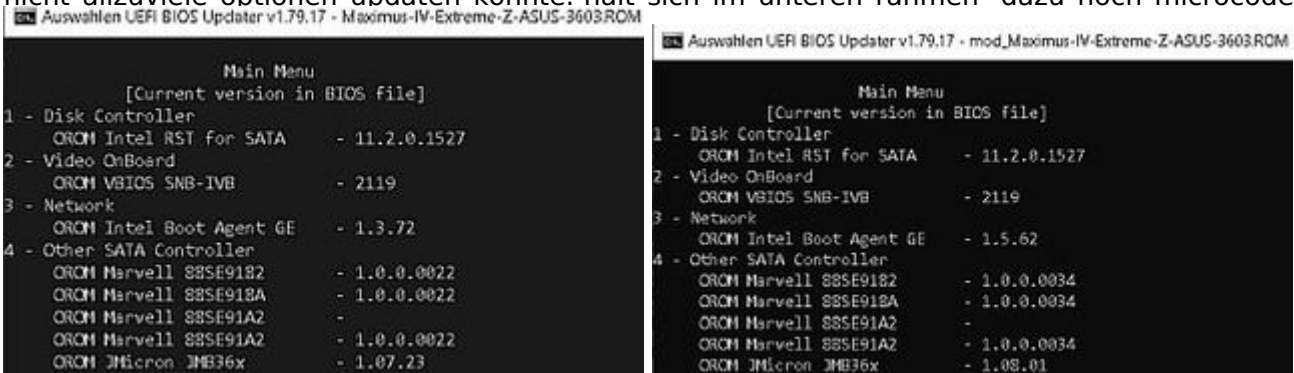 nicht allzuviele optionen updaten konnte. hält sich im unteren rahmen dazu noch microcode
Auswahlen UEFI BIOS Updater v1.79.17 - Maximus-IV-Extreme-Z-ASUS-3603.ROM
Main Menu
[Current version in BIOS file]
1 - Disk Controller
OROM Intel RST for SATA - 11.2.0.1527
2 - Video OnBoard
OROM VBIOS SNB-IVB - 2119
3 - Network
OROM Intel Boot Agent GE - 1.3.72
4 - Other SATA Controller
OROM Marvell 88SE9182 - 1.0.0.0022
OROM Marvell 88SE918A - 1.0.0.0022
OROM Marvell 88SE91A2 -
OROM Marvell 88SE91A2 - 1.0.0.0022
OROM JMicron JMB36x - 1.07.23
Auswahlen UEFI BIOS Updater v1.79.17 - mod_Maximus-IV-Extreme-Z-ASUS-3603.ROM
Main Menu
[Current version in BIOS file]
1 - Disk Controller
OROM Intel RST for SATA - 11.2.0.1527
2 - Video OnBoard
OROM VBIOS SNB-IVB - 2119
3 - Network
OROM Intel Boot Agent GE - 1.5.62
4 - Other SATA Controller
OROM Marvell 88SE9182 - 1.0.0.0034
OROM Marvell 88SE918A - 1.0.0.0034
OROM Marvell 88SE91A2 -
OROM Marvell 88SE91A2 - 1.0.0.0034
OROM JMicron JMB36x - 1.08.01